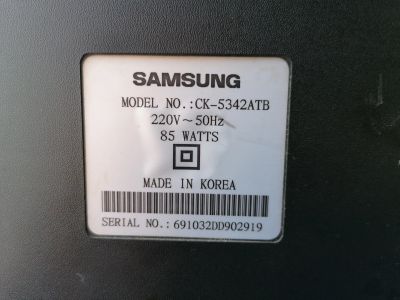 SAMSUNG
MODEL NO.:CK-5342ATB
220V~50Hz
85 WATTS
MADE IN KOREA
SERIAL NO.: 691032DD902919